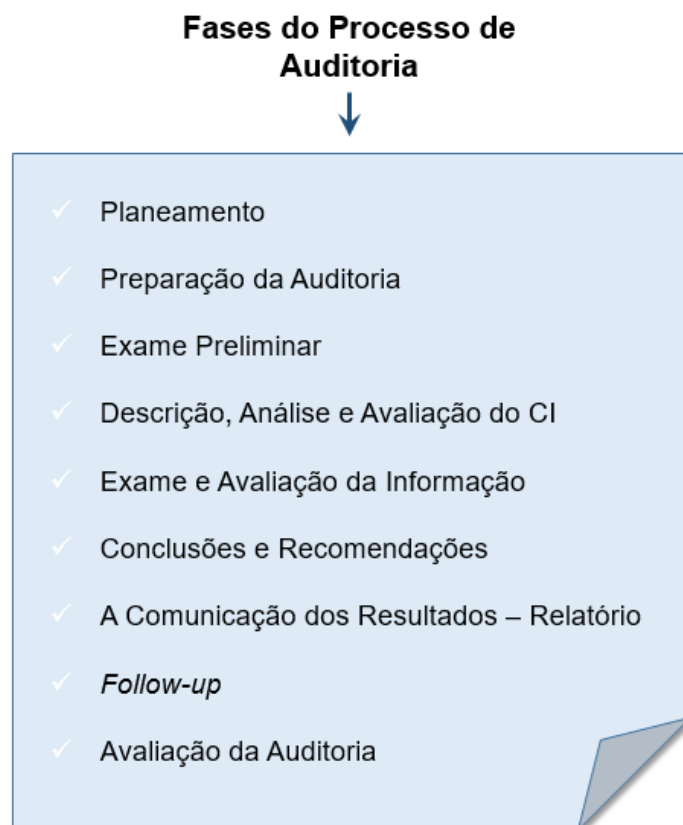 Fases do Processo de
Auditoria
Planeamento
Preparação da Auditoria
Exame Preliminar
Descrição, Análise e Avaliação do CI
Exame e Avaliação da Informação
Conclusões e Recomendações
A Comunicação dos Resultados – Relatório
Follow-up
Avaliação da Auditoria